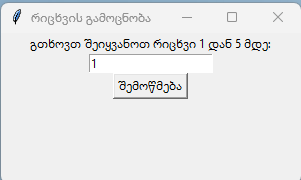 რიცხვის გამოცნობა
გთხოვთ შეიყვანოთ რიცხვი 1 დან 5 მდე:
1
შემოწმება